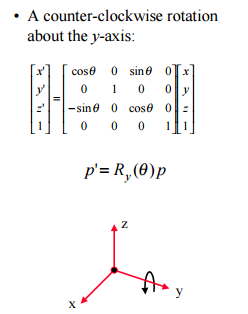 • A counter-clockwise rotation
about the y-axis:
[x'] = [cosθ 0 sinθ 0] [x]
[y'] = [0 1 0 0] [y]
[z'] = [-sinθ 0 cosθ 0] [z]
[1] = [0 0 0 1] [1]
p'= R_y(θ)p
z
x
y